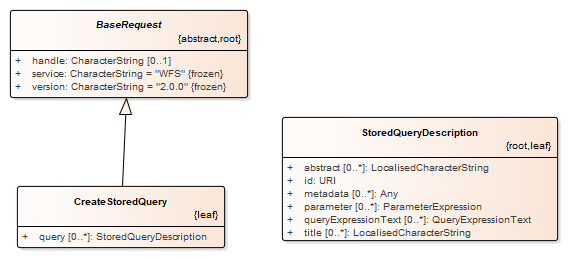 BaseRequest
{abstract,root}
+ handle: CharacterString [0..1]
+ service: CharacterString = "WFS" {frozen}
+ version: CharacterString = "2.0.0" {frozen}
CreateStoredQuery
{leaf}
+ query [0..*]: StoredQueryDescription
StoredQueryDescription
{root,leaf}
+ abstract [0..*]: LocalisedCharacterString
+ id: URI
+ metadata [0..*]: Any
+ parameter [0..*]: ParameterExpression
+ queryExpressionText [0..*]: QueryExpressionText
+ title [0..*]: LocalisedCharacterString